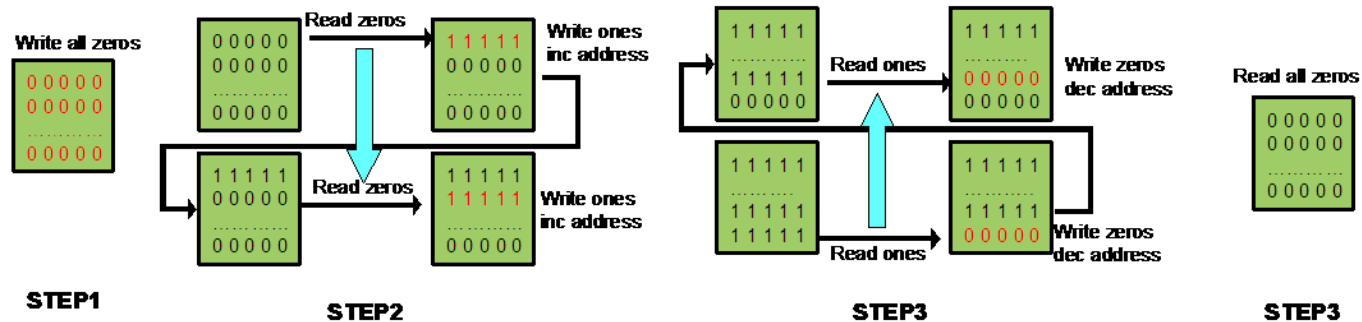 Write all zeros
0 0 0 0 0
0 0 0 0 0
...........
0 0 0 0 0
STEP1
0 0 0 0 0
0 0 0 0 0
...........
0 0 0 0 0
Read zeros
1 1 1 1 1
0 0 0 0 0
...........
0 0 0 0 0
Write ones
inc address
1 1 1 1 1
0 0 0 0 0
...........
0 0 0 0 0
Read zeros
1 1 1 1 1
1 1 1 1 1
...........
0 0 0 0 0
Write ones
inc address
STEP2
1 1 1 1 1
...........
1 1 1 1 1
0 0 0 0 0
Read ones
1 1 1 1 1
...........
0 0 0 0 0
0 0 0 0 0
Write zeros
dec address
1 1 1 1 1
...........
1 1 1 1 1
1 1 1 1 1
Read ones
1 1 1 1 1
...........
1 1 1 1 1
0 0 0 0 0
Write zeros
dec address
STEP3
Read all zeros
0 0 0 0 0
0 0 0 0 0
...........
0 0 0 0 0
STEP3